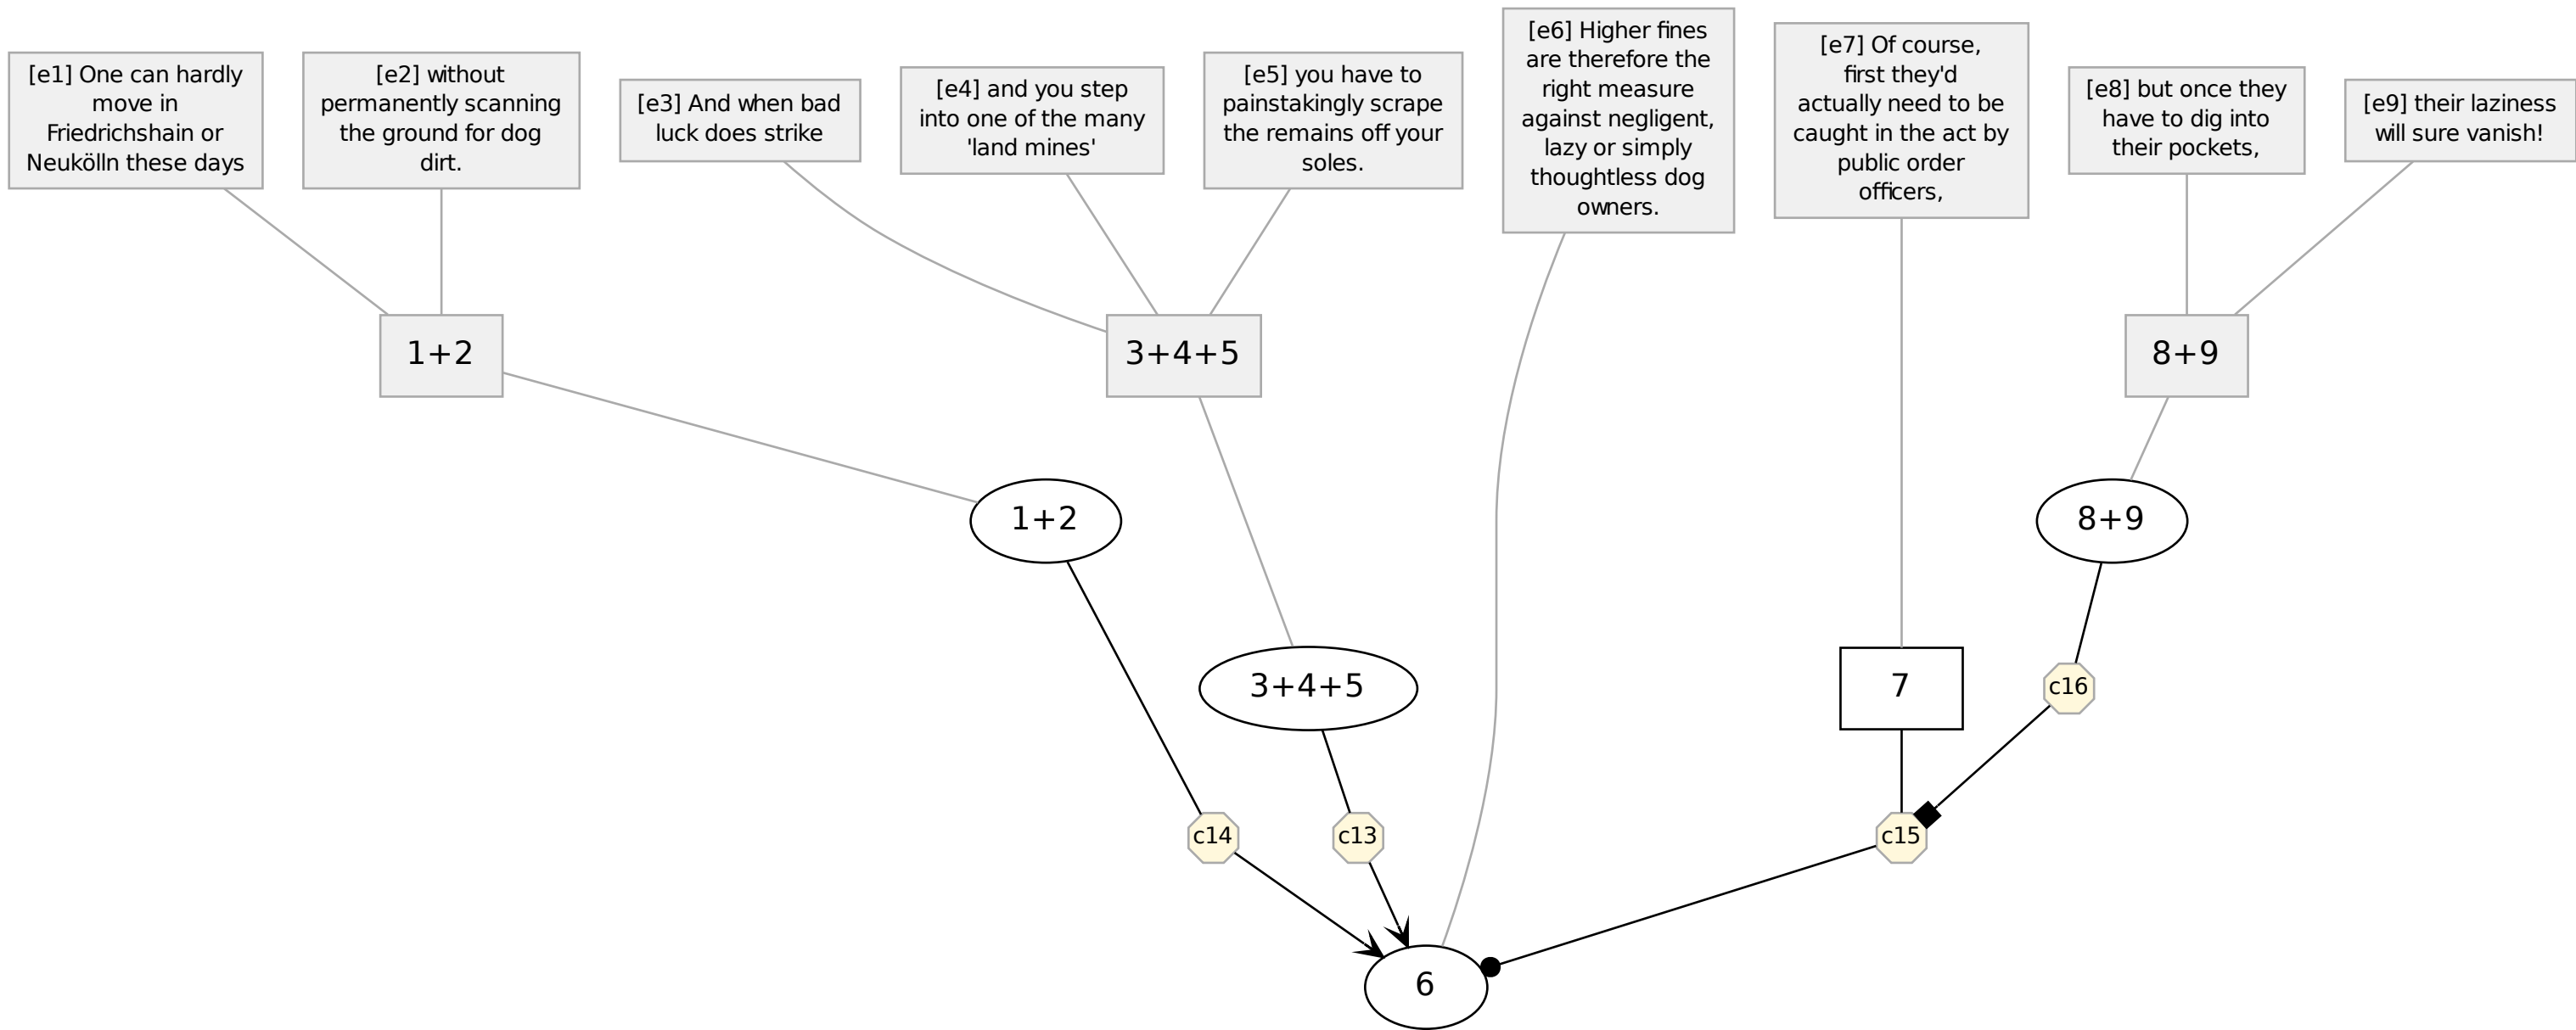 [e1] One can hardly
move in
Friedrichshain or
Neukölln these days
[e2] without
permanently scanning
the ground for dog
dirt.
[e3] And when bad
luck does strike
[e4] and you step
into one of the many
'land mines'
[e5] you have to
painstakingly scrape
the remains off your
soles.
[e6] Higher fines
are therefore the
right measure
against negligent,
lazy or simply
thoughtless dog
owners.
[e7] Of course,
first they'd
actually need to be
caught in the act by
public order
officers,
[e8] but once they
have to dig into
their pockets,
[e9] their laziness
will sure vanish!
1+2
3+4+5
8+9
1+2
8+9
3+4+5
7
c16
c14
c13
c15
6